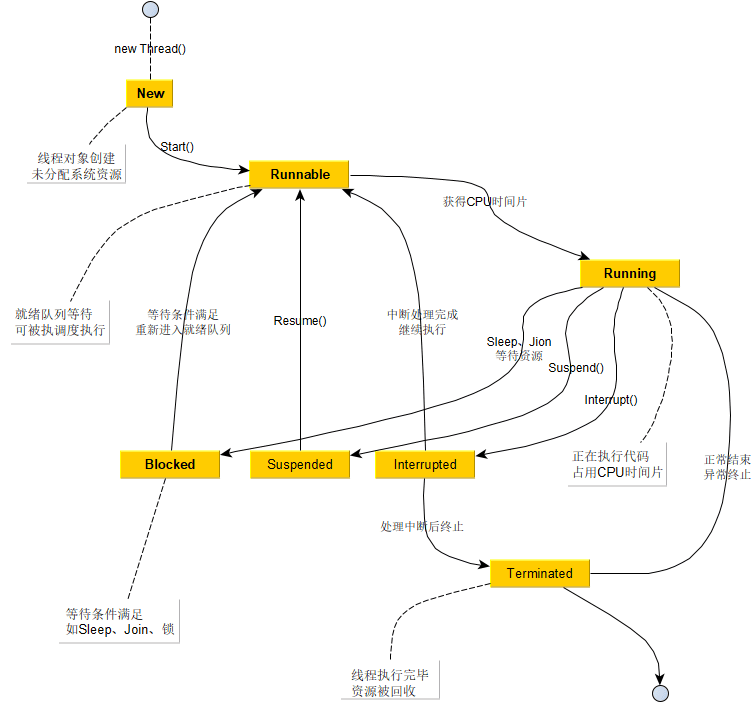 new Thread()
New
线程对象创建
未分配系统资源
Start()
Runnable
获得CPU时间片
就绪队列等待
可被执调度执行
等待条件满足
重新进入就绪队列
Resume()
中断处理完成
继续执行
Running
Sleep、Jion
等待资源
Suspend()
Interrupt()
正在执行代码
占用CPU时间片
正常结束
异常终止
Blocked
Suspended
Interrupted
处理中断后终止
Terminated
等待条件满足
如Sleep、Join、锁
线程执行完毕
资源被回收